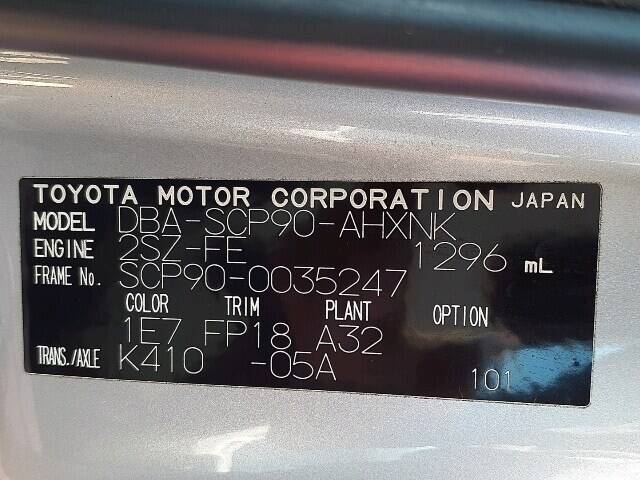 TOYOTA MOTOR CORPORATION JAPAN
MODEL DBA-SCP90-AHXNK
ENGINE 2SZ-FE 1296 mL
FRAME No. SCP90-0035247
COLOR TRIM PLANT OPTION
1E7 FP18 A32
TRANS./AXLE K410 -05A 101